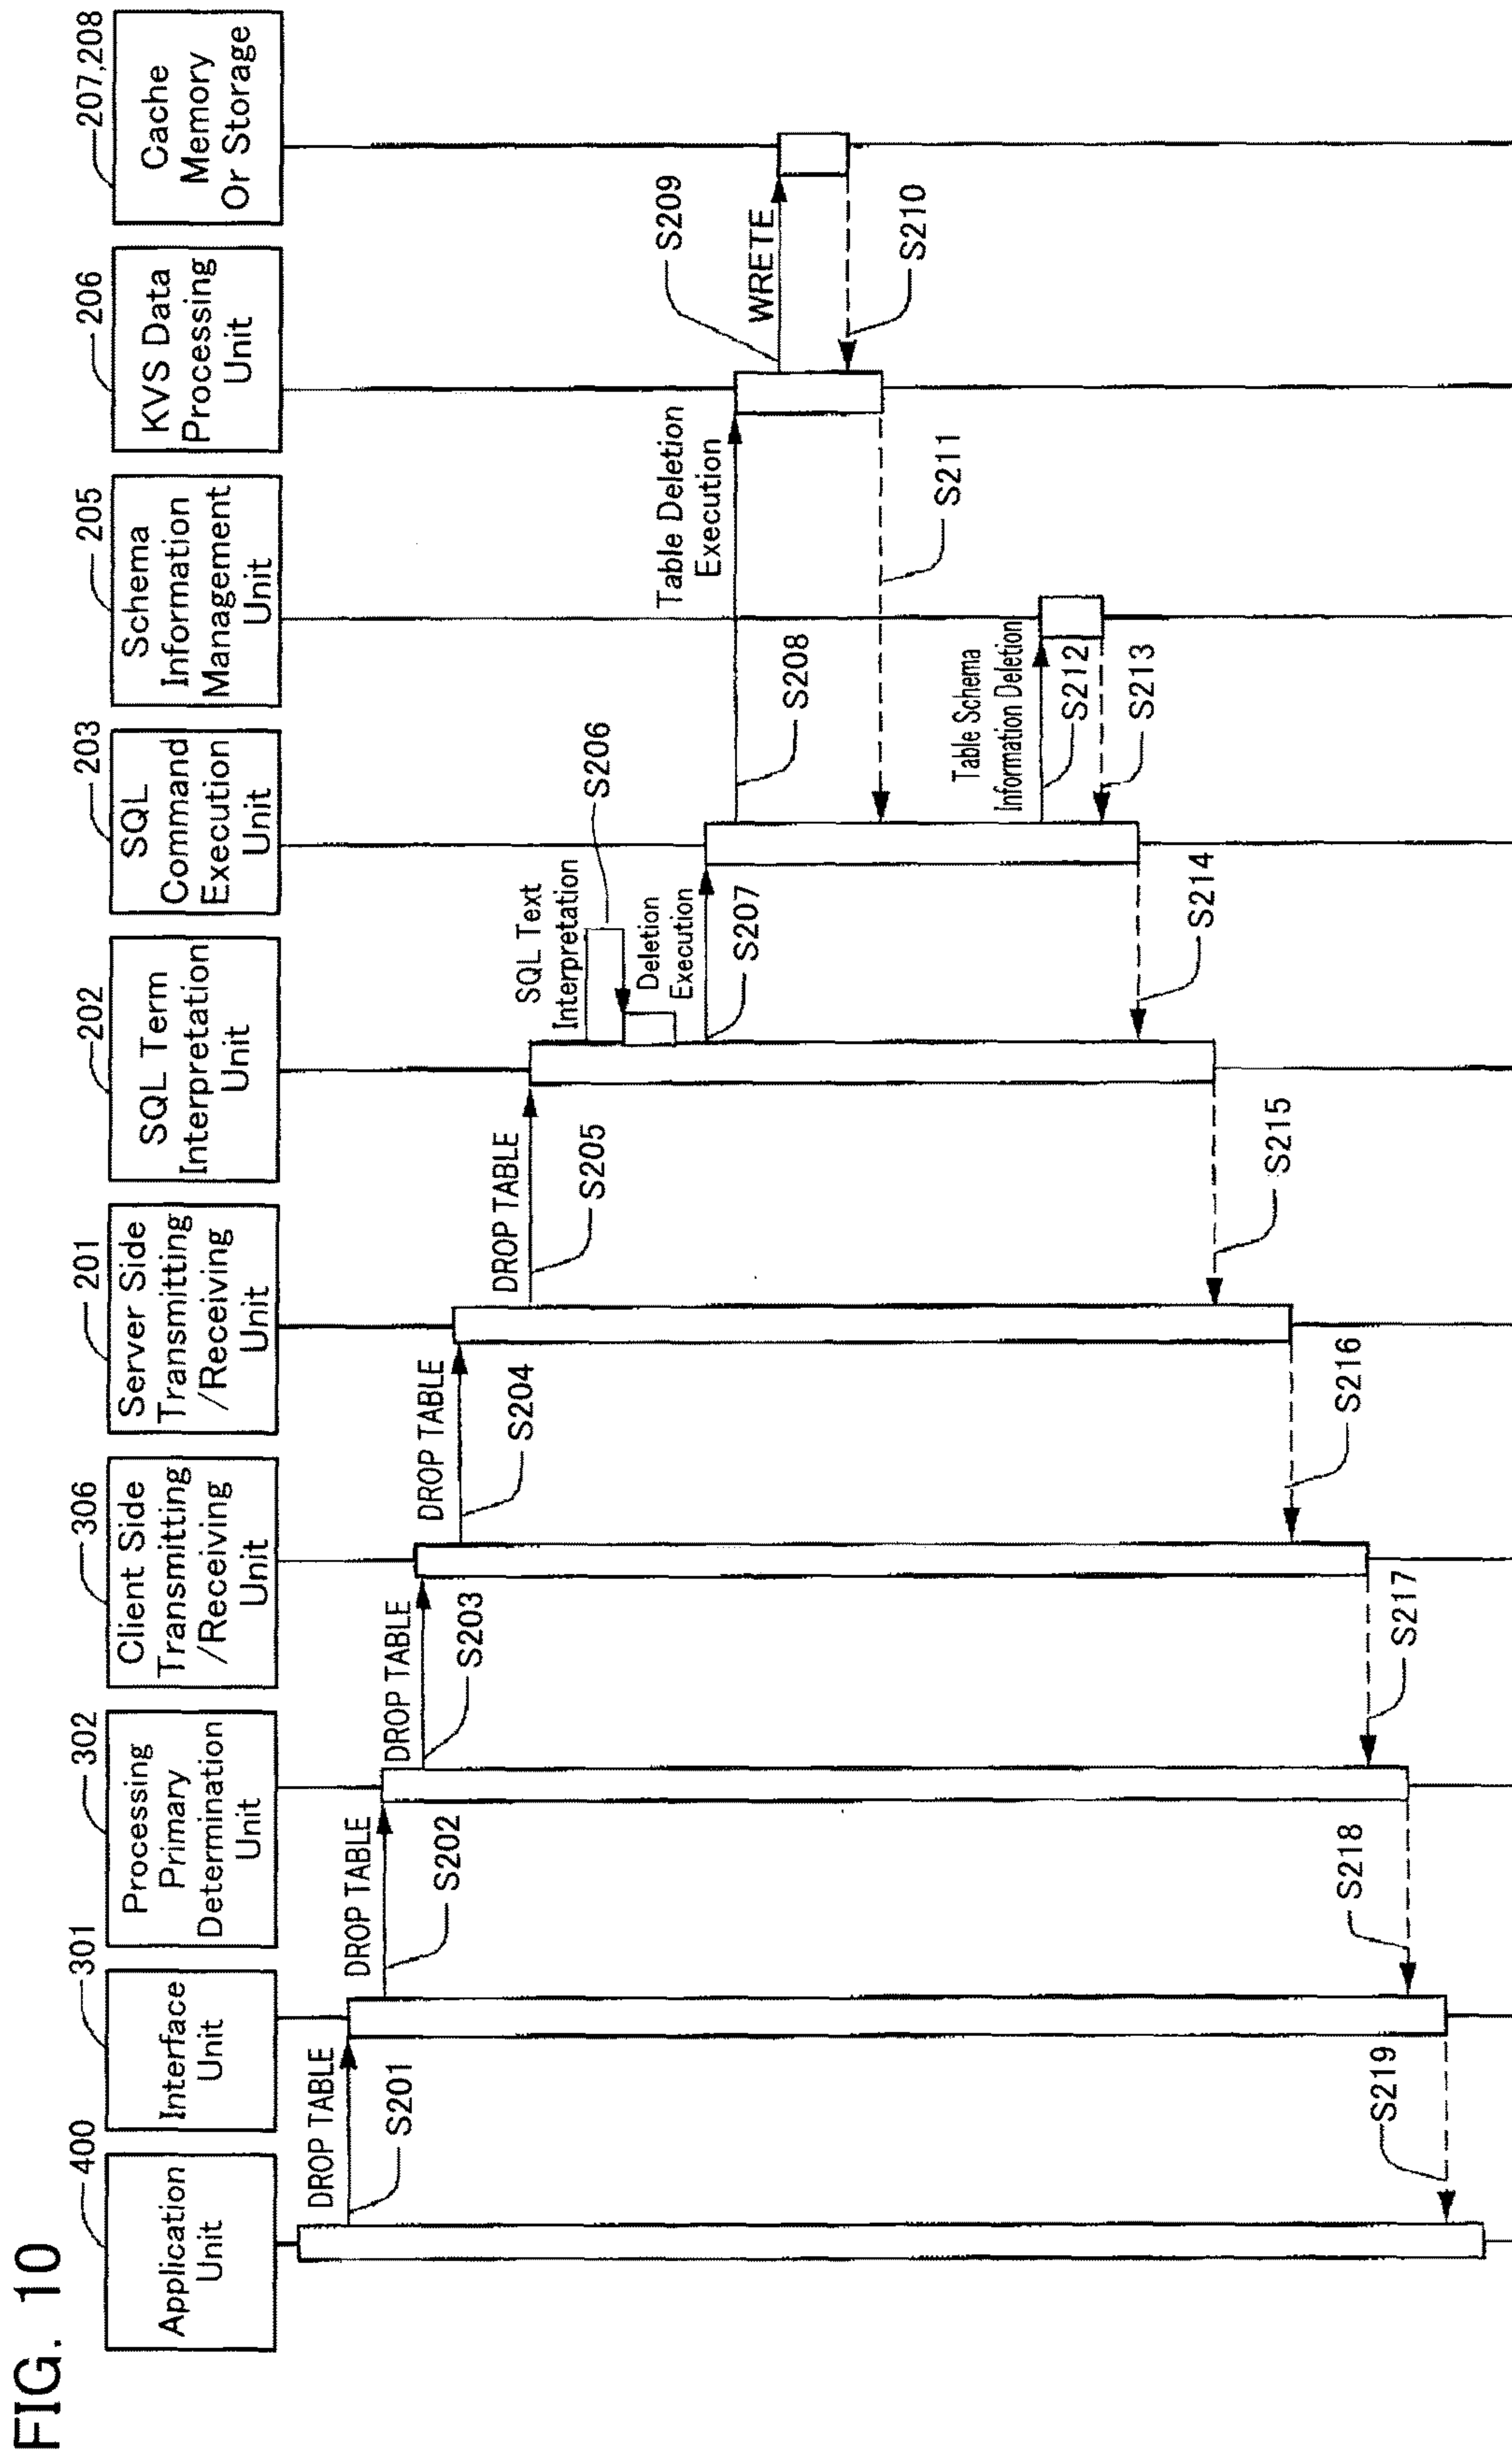 FIG. 10
400
Application
Unit
301
Interface
Unit
302
Processing
Primary
Determination
Unit
306
Client Side
Transmitting
/Receiving
Unit
201
Server Side
Transmitting
/Receiving
Unit
202
SQL Term
Interpretation
Unit
203
SQL
Command
Execution
Unit
205
Schema
Information
Management
Unit
206
KVS Data
Processing
Unit
207,208
Cache
Memory
Or Storage
DROP TABLE
S201
DROP TABLE
S202
DROP TABLE
S203
DROP TABLE
S204
DROP TABLE
S205
SQL Text
Interpretation
S206
Deletion
Execution
S207
Table Deletion
Execution
S208
WRETE
S209
S210
S211
Table Schema
Information Deletion
S212
S213
S214
S215
S216
S217
S218
S219